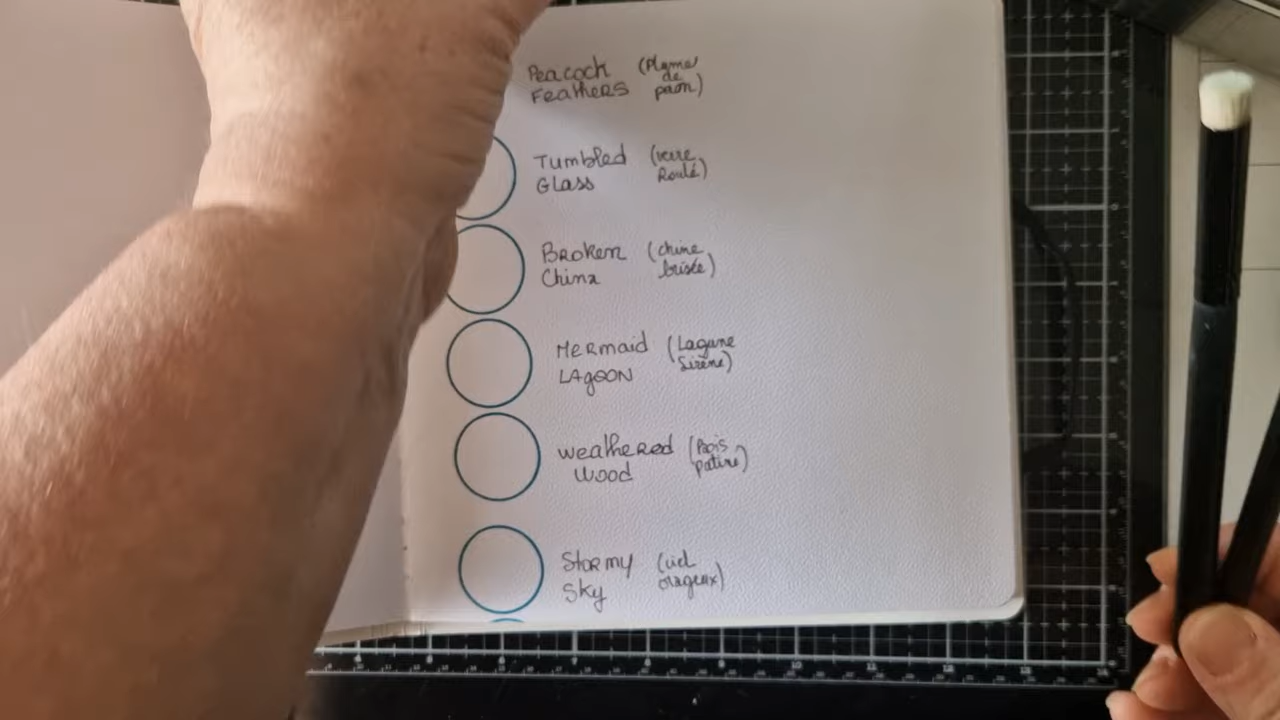 Peacock (Plume
Feathers de
paon)
Tumbled (verre
Glass Roulé)
Broken (chine
China brisée)
Mermaid (Lagune
Lagoon Sirène)
weathered (Bois
wood patiné)
Stormy (ciel
Sky orageux)